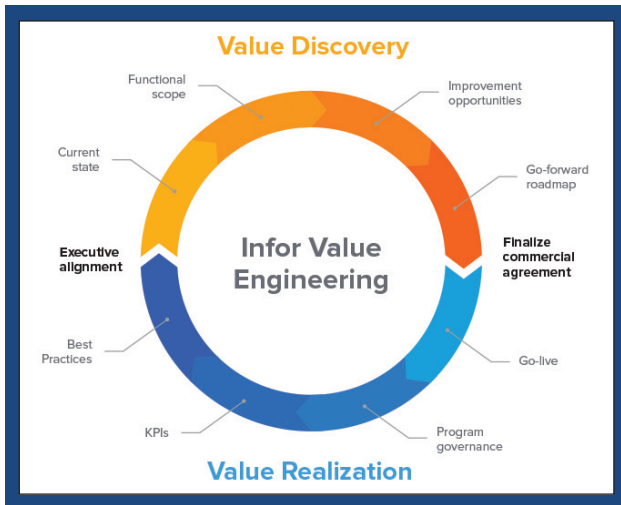 Value Discovery
Functional
scope
Improvement
opportunities
Current
state
Go-forward
roadmap
Executive
alignment
Infor Value
Engineering
Finalize
commercial
agreement
Best
Practices
Go-live
KPIs
Program
governance
Value Realization